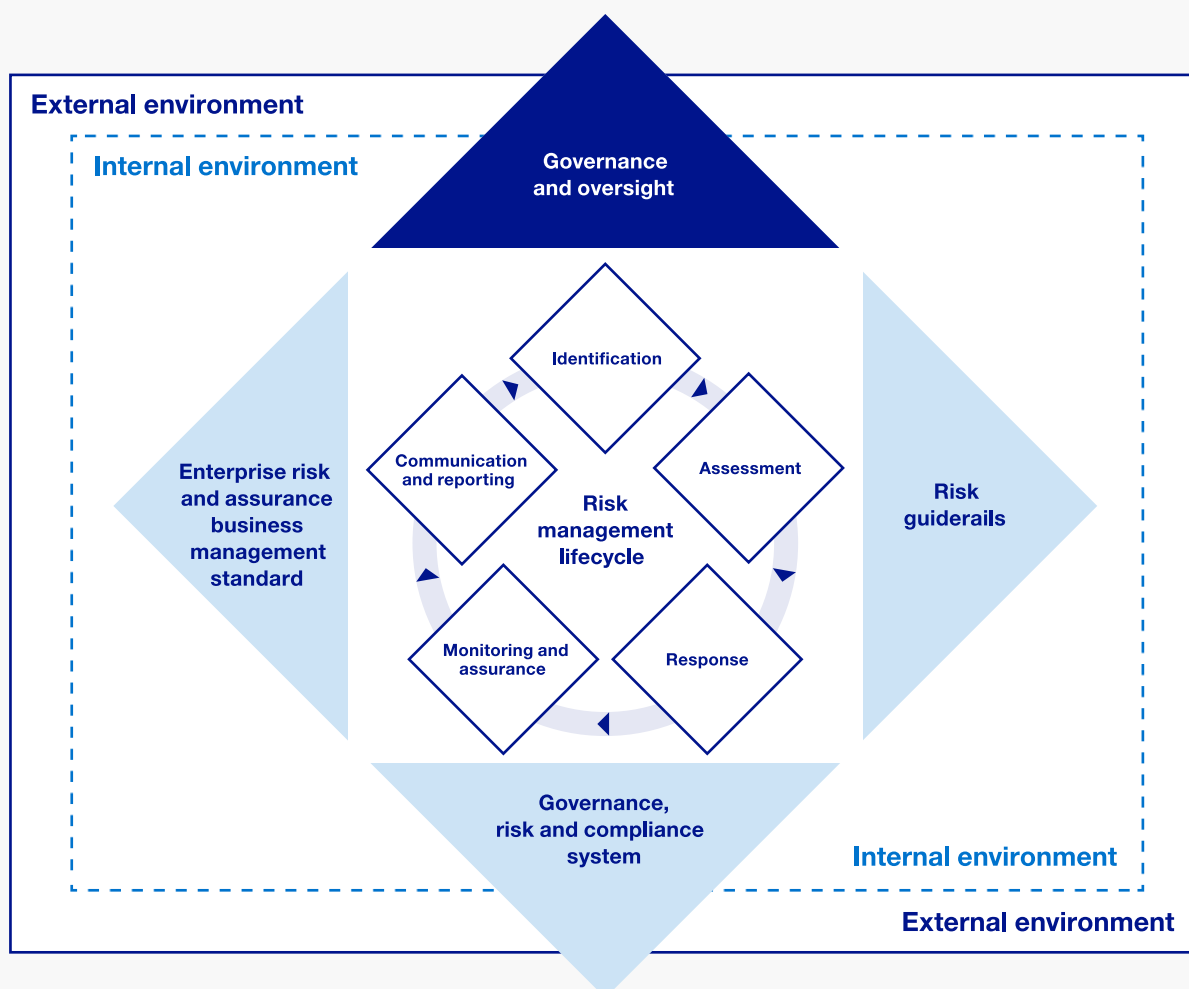 External environment
Internal environment
Governance
and oversight
Identification
Communication
and reporting
Assessment
Enterprise risk
and assurance
business
management
standard
Risk
management
lifecycle
Risk
guiderails
Monitoring and
assurance
Response
Governance,
risk and compliance
system
Internal environment
External environment